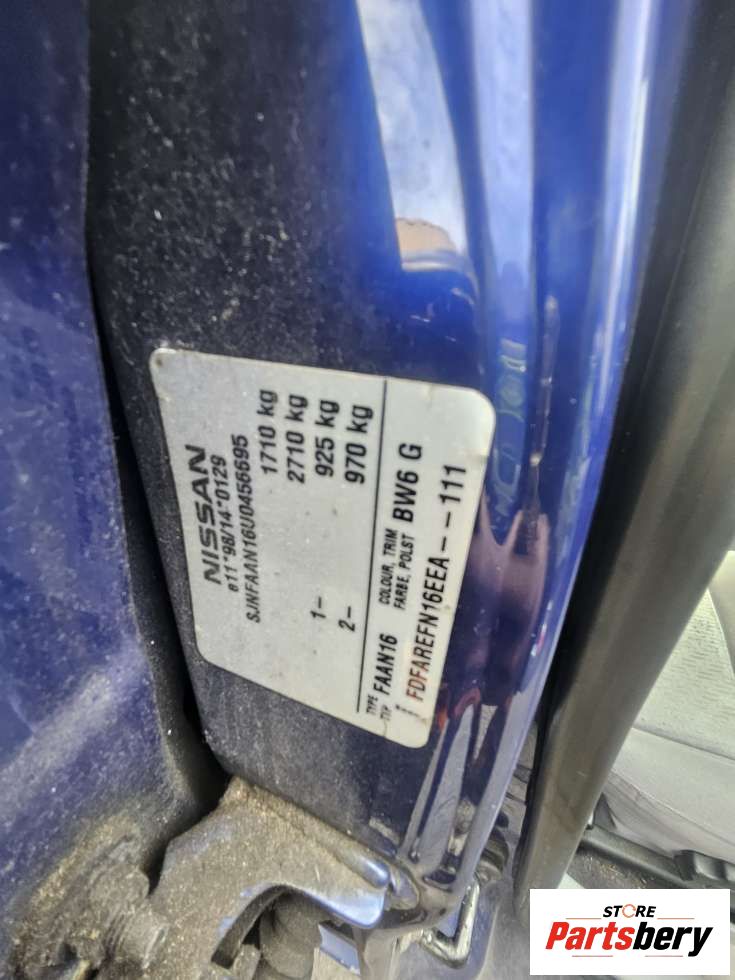 NISSAN
e11*98/14*0129
SJNFAAN16U0456695
1710 kg
2710 kg
1– 925 kg
2– 970 kg
TYPE FAAN16 COLOUR, TRIM BW6 G
TYP FARBE, POLST
FDFAREFN16EEA––111
STORE
Partsbery